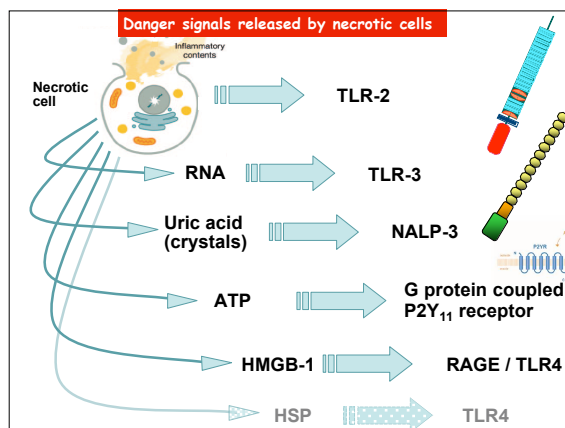 Danger signals released by necrotic cells
Inflammatory
contents
Necrotic
cell
TLR-2
RNA
TLR-3
Uric acid
(crystals)
NALP-3
P2YR
ATP
G protein coupled
P2Y11 receptor
HMGB-1
RAGE / TLR4
HSP
TLR4